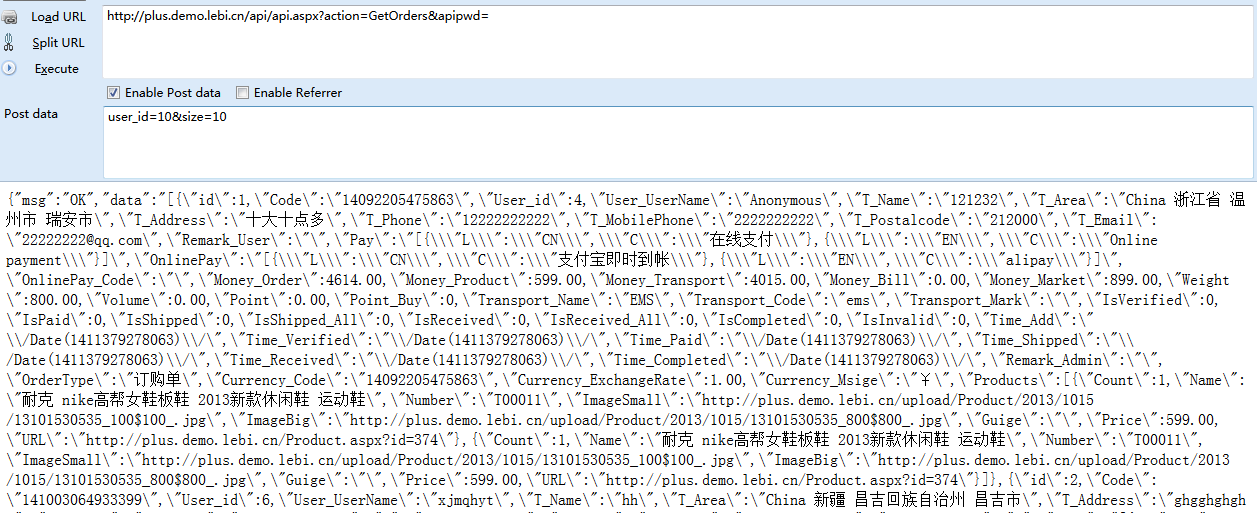 Load URL
http://plus.demo.lebi.cn/api/api.aspx?action=GetOrders&apipwd=
Split URL
Execute
Enable Post data Enable Referrer
Post data
user_id=10&size=10
{"msg":"OK","data":"[{\"id\":1,\"Code\":\"14092205475863\",\"User_id\":4,\"User_UserName\":\"Anonymous\",\"T_Name\":\"121232\",\"T_Area\":\"China 浙江省 温
州市 瑞安市\",\"T_Address\":\"十大十点多\",\"T_Phone\":\"12222222222\",\"T_MobilePhone\":\"2222222222\",\"T_Postalcode\":\"212000\",\"T_Email\":
\"22222222@qq.com\",\"Remark_User\":\"\",\"Pay\":\"[{\\\"L\\\":\\\"CN\\\",\\\"C\\\":\\\"在线支付\\\"},{\\\"L\\\":\\\"EN\\\",\\\"C\\\":\\\"Online
payment\\\"}]\",\"OnlinePay\":\"[{\\\"L\\\":\\\"CN\\\",\\\"C\\\":\\\"支付宝即时到帐\\\"},{\\\"L\\\":\\\"EN\\\",\\\"C\\\":\\\"alipay\\\"}]\",
\"OnlinePay_Code\":\"\",\"Money_Order\":4614.00,\"Money_Product\":599.00,\"Money_Transport\":4015.00,\"Money_Bill\":0.00,\"Money_Market\":899.00,\"Weight
\":800.00,\"Volume\":0.00,\"Point\":0.00,\"Point_Buy\":0,\"Transport_Name\":\"EMS\",\"Transport_Code\":\"ems\",\"Transport_Mark\":\"\",\"IsVerified\":0,
\"IsPaid\":0,\"IsShipped\":0,\"IsShipped_All\":0,\"IsReceived\":0,\"IsReceived_All\":0,\"IsCompleted\":0,\"IsInvalid\":0,\"Time_Add\":\"
\\/Date(1411379278063)\\/\",\"Time_Verified\":\"\\/Date(1411379278063)\\/\",\"Time_Paid\":\"\\/Date(1411379278063)\\/\",\"Time_Shipped\":\"\\
/Date(1411379278063)\\/\",\"Time_Received\":\"\\/Date(1411379278063)\\/\",\"Time_Completed\":\"\\/Date(1411379278063)\\/\",\"Remark_Admin\":\"\",
\"OrderType\":\"订购单\",\"Currency_Code\":\"14092205475863\",\"Currency_ExchangeRate\":1.00,\"Currency_Msige\":\"￥\",\"Products\":[{\"Count\":1,\"Name\":
\"耐克 nike高帮女鞋板鞋 2013新款休闲鞋 运动鞋\",\"Number\":\"T00011\",\"ImageSmall\":\"http://plus.demo.lebi.cn/upload/Product/2013/1015
/13101530535_100$100_.jpg\",\"ImageBig\":\"http://plus.demo.lebi.cn/upload/Product/2013/1015/13101530535_800$800_.jpg\",\"Guige\":\"\",\"Price\":599.00,
\"URL\":\"http://plus.demo.lebi.cn/Product.aspx?id=374\"},{\"Count\":1,\"Name\":\"耐克 nike高帮女鞋板鞋 2013新款休闲鞋 运动鞋\",\"Number\":\"T00011\",
\"ImageSmall\":\"http://plus.demo.lebi.cn/upload/Product/2013/1015/13101530535_100$100_.jpg\",\"ImageBig\":\"http://plus.demo.lebi.cn/upload/Product/2013
/1015/13101530535_800$800_.jpg\",\"Guige\":\"\",\"Price\":599.00,\"URL\":\"http://plus.demo.lebi.cn/Product.aspx?id=374\"}]},{\"id\":2,\"Code\":
\"141003064933399\",\"User_id\":6,\"User_UserName\":\"xjmqhyt\",\"T_Name\":\"hh\",\"T_Area\":\"China 新疆 昌吉回族自治州 昌吉市\",\"T_Address\":\"ghgghghgh